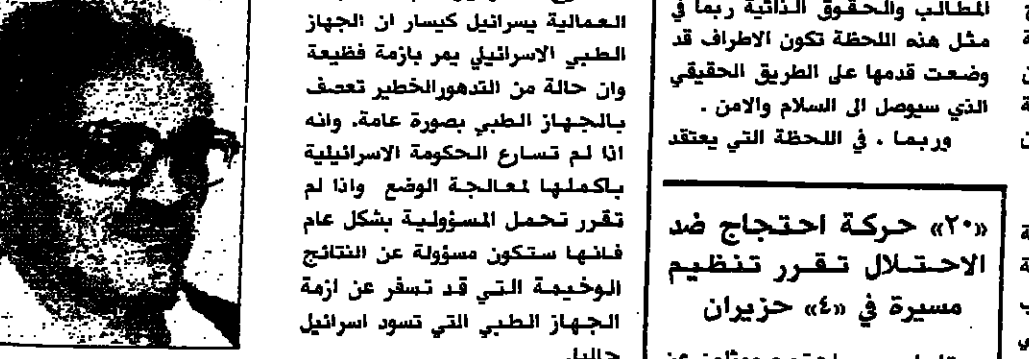 المطالب والحقوق الذاتية ربما في
مثل هذه اللحظة تكون الاطراف قد
وضعت قدمها على الطريق الحقيقي
الذي سيوصل الى السلام والامن .
وربما . في اللحظة التي يعتقد
«٢٠» حركة احتجاج ضد
الاحتلال تقرر تنظيم
مسيرة في «٤» حزيران
العمالية يسرائيل كيسار ان الجهاز
الطبي الاسرائيلي يمر بازمة فظيعة
وان حالة من التدهور الخطير تعصف
بالجهاز الطبي بصورة عامة. وانه
اذا لم تسارع الحكومة الاسرائيلية
باكملها لمعالجة الوضع واذا لم
تقرر تحمل المسؤولية بشكل عام
فانها ستكون مسؤولة عن النتائج
الوخيمة التي قد تسفر عن ازمة
الجهاز الطبي التي تسود اسرائيل
حاليا.